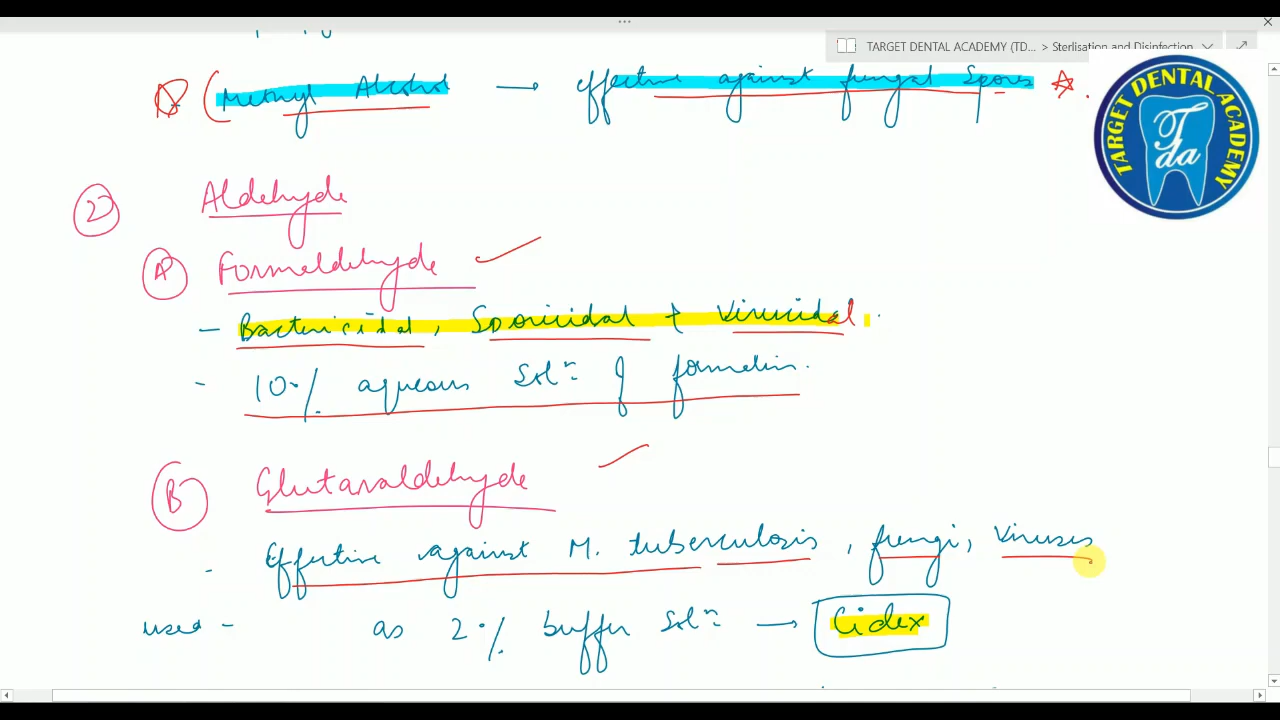 TARGET DENTAL ACADEMY (TD... > Sterlisation and Disinfection
(Methyl Alcohol → effective against fungal Spores
TARGET DENTAL ACADEMY
Tda
2 Aldehyde
A Formaldehyde
- Bactericidal, Sporicidal + Virucidal.
- 10% aqueous Solⁿ of formalin.
B Glutaraldehyde
- Effective against M. tuberculosis, fungi, Viruses
used - as 2% buffer Solⁿ → Cidex